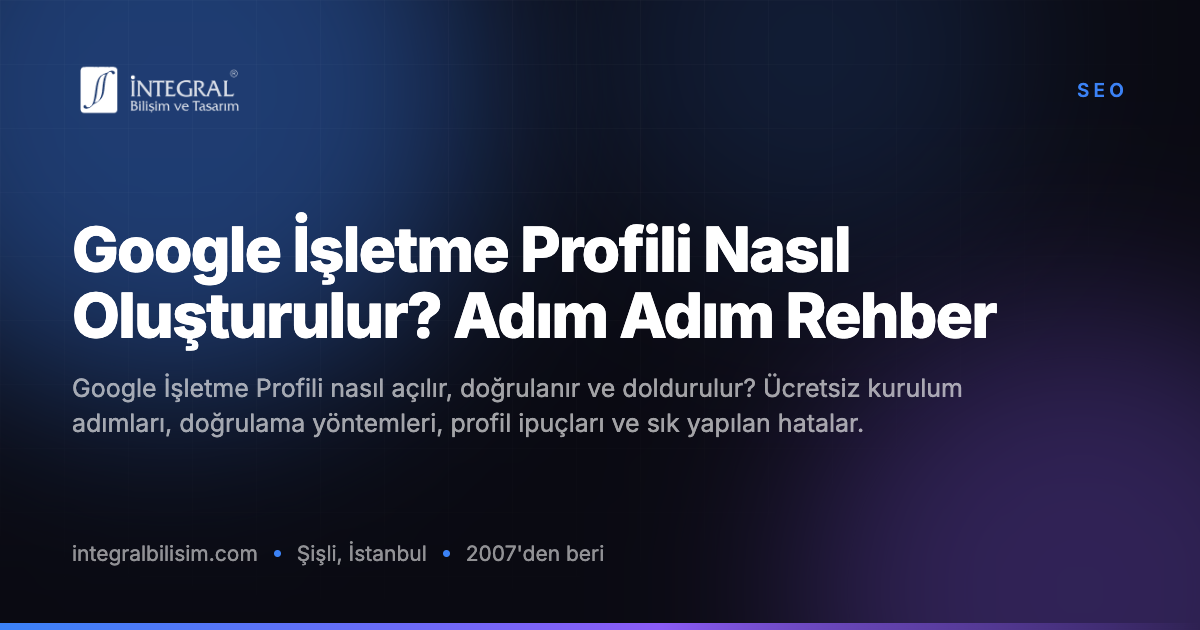 İNTEGRAL®
Bilişim ve Tasarım
SEO
Google İşletme Profili Nasıl
Oluşturulur? Adım Adım Rehber
Google İşletme Profili nasıl açılır, doğrulanır ve doldurulur? Ücretsiz kurulum
adımları, doğrulama yöntemleri, profil ipuçları ve sık yapılan hatalar.
integralbilisim.com • Şişli, İstanbul • 2007'den beri